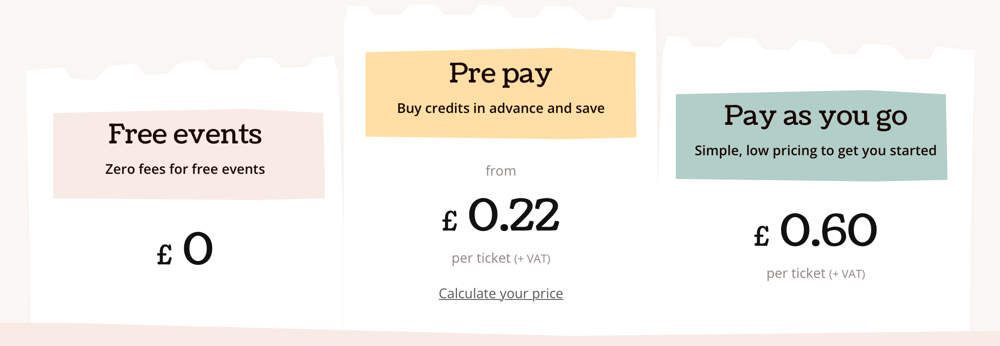 Free events
Zero fees for free events
£ 0
Pre pay
Buy credits in advance and save
from
£ 0.22
per ticket (+ VAT)
Calculate your price
Pay as you go
Simple, low pricing to get you started
£ 0.60
per ticket (+ VAT)